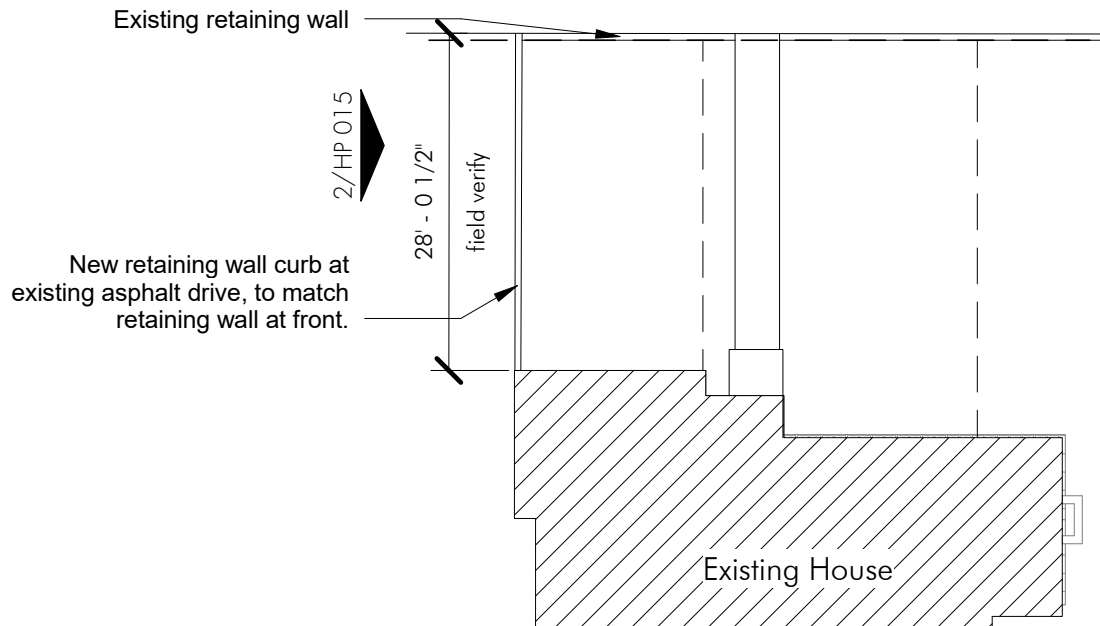 Existing retaining wall
2/HP 015
28' - 0 1/2"
field verify
New retaining wall curb at
existing asphalt drive, to match
retaining wall at front.
Existing House